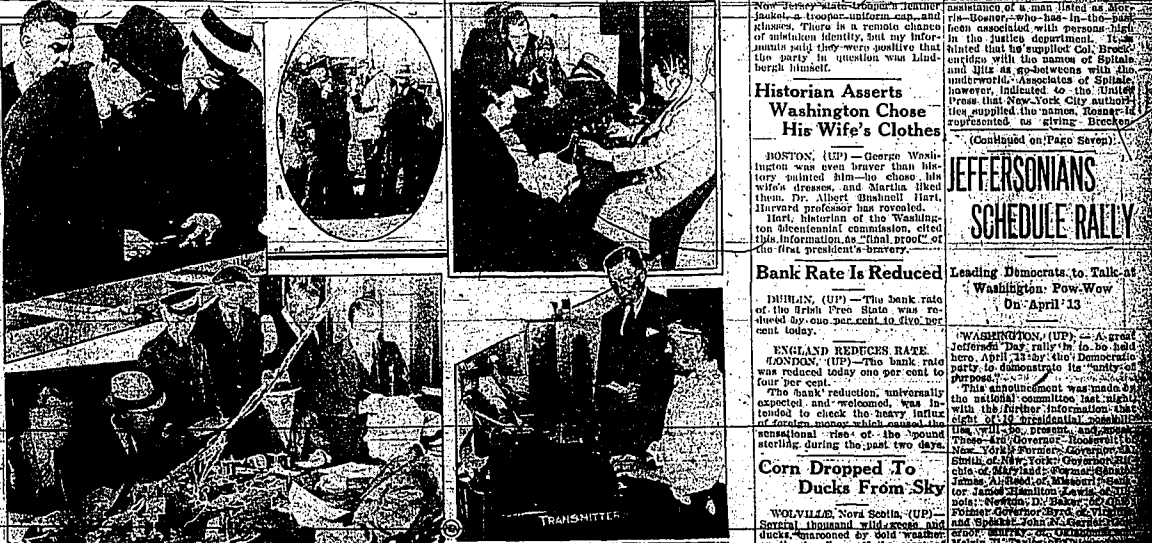 New Jersey state trooper's leather
jacket, a trooper uniform cap, and
glasses. There is a remote chance
of mistaken identity, but my infor-
mants said they were positive that
the party in question was Lind-
bergh himself.
Historian Asserts
Washington Chose
His Wife's Clothes
BOSTON, (UP) — George Wash-
ington was even braver than his-
tory painted him—he chose his
wife's dresses, and Martha liked
them, Dr. Albert Bushnell Hart,
Harvard professor has revealed.
Hart, historian of the Washing-
ton bicentennial commission, cited
this information as "final proof" of
the first president's bravery.
Bank Rate Is Reduced
DUBLIN, (UP) — The bank rate
of the Irish Free State was re-
duced by one per cent to five per
cent today.
ENGLAND REDUCES RATE
LONDON, (UP) — The bank rate
was reduced today one per cent to
four per cent.
The bank reduction, universally
expected and welcomed, was in-
tended to check the heavy influx
of foreign money which caused the
sensational rise of the pound
sterling during the past two days.
Corn Dropped To
Ducks From Sky
WOLVILLE, Nova Scotia, (UP)—
Several thousand wild geese and
ducks, marooned by cold weather
assistance of a man listed as Mor-
ris Rosner, who has in the past
been associated with persons high
in the justice department. It is
hinted that he supplied Col. Breck-
enridge with the names of Spitale
and Bitz as go-betweens with the
underworld. Associates of Spitale,
however, indicated to the United
Press that New York City authori-
ties supplied the names, Rosner is
represented as giving Brecken-
(Continued on Page Seven)
JEFFERSONIANS
SCHEDULE RALLY
Leading Democrats to Talk at
Washington Pow-Wow
On April 13
WASHINGTON, (UP) — A great
Jefferson Day rally is to be held
here April 13 by the Democratic
party to demonstrate its "unity of
purpose."
This announcement was made by
the national committee last night
with the further information that
eight of 10 presidential possibili-
ties will be present and speak.
These are Governor Roosevelt of
New York; Former Governor
Smith of New York; Governor Rit-
chie of Maryland; Former Senator
James A. Reed of Missouri; Sena-
tor James Hamilton Lewis of Illi-
nois; Newton D. Baker of
Former Governor Byrd of Virginia
and Speaker John N. Garner
TRANSMITTER